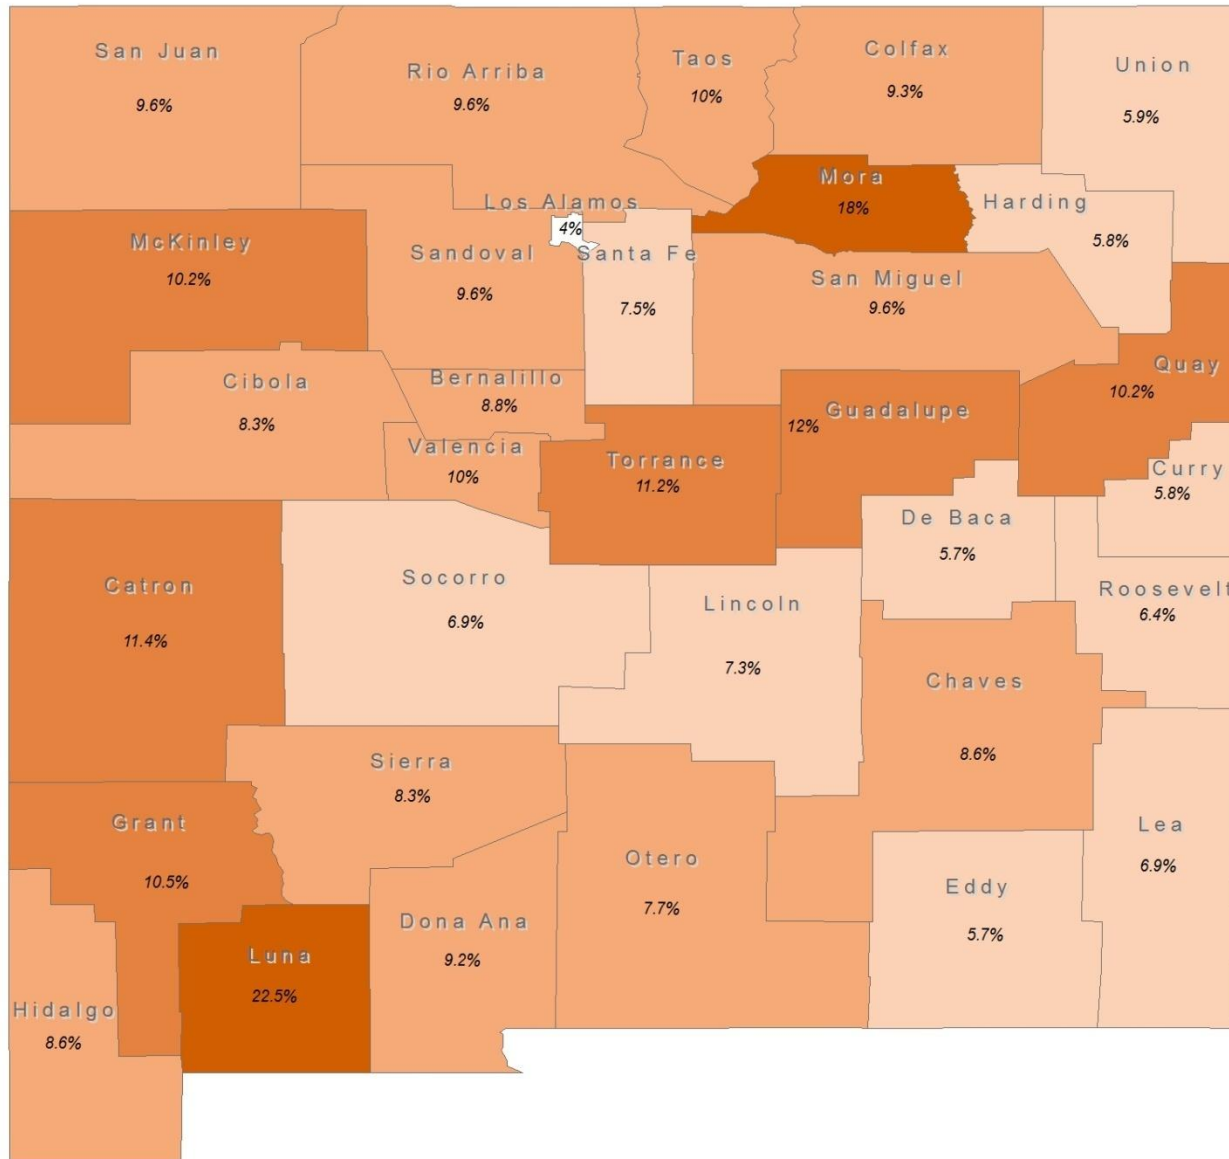 San Juan
9.6%
Rio Arriba
9.6%
Taos
10%
Colfax
9.3%
Union
5.9%
Mora
18%
Harding
5.8%
Los Alamos
4%
McKinley
10.2%
Sandoval
9.6%
Santa Fe
7.5%
San Miguel
9.6%
Quay
10.2%
Cibola
8.3%
Bernalillo
8.8%
Guadalupe
12%
Valencia
10%
Torrance
11.2%
Curry
5.8%
De Baca
5.7%
Catron
11.4%
Socorro
6.9%
Lincoln
7.3%
Roosevelt
6.4%
Chaves
8.6%
Sierra
8.3%
Grant
10.5%
Otero
7.7%
Lea
6.9%
Eddy
5.7%
Luna
22.5%
Dona Ana
9.2%
Hidalgo
8.6%